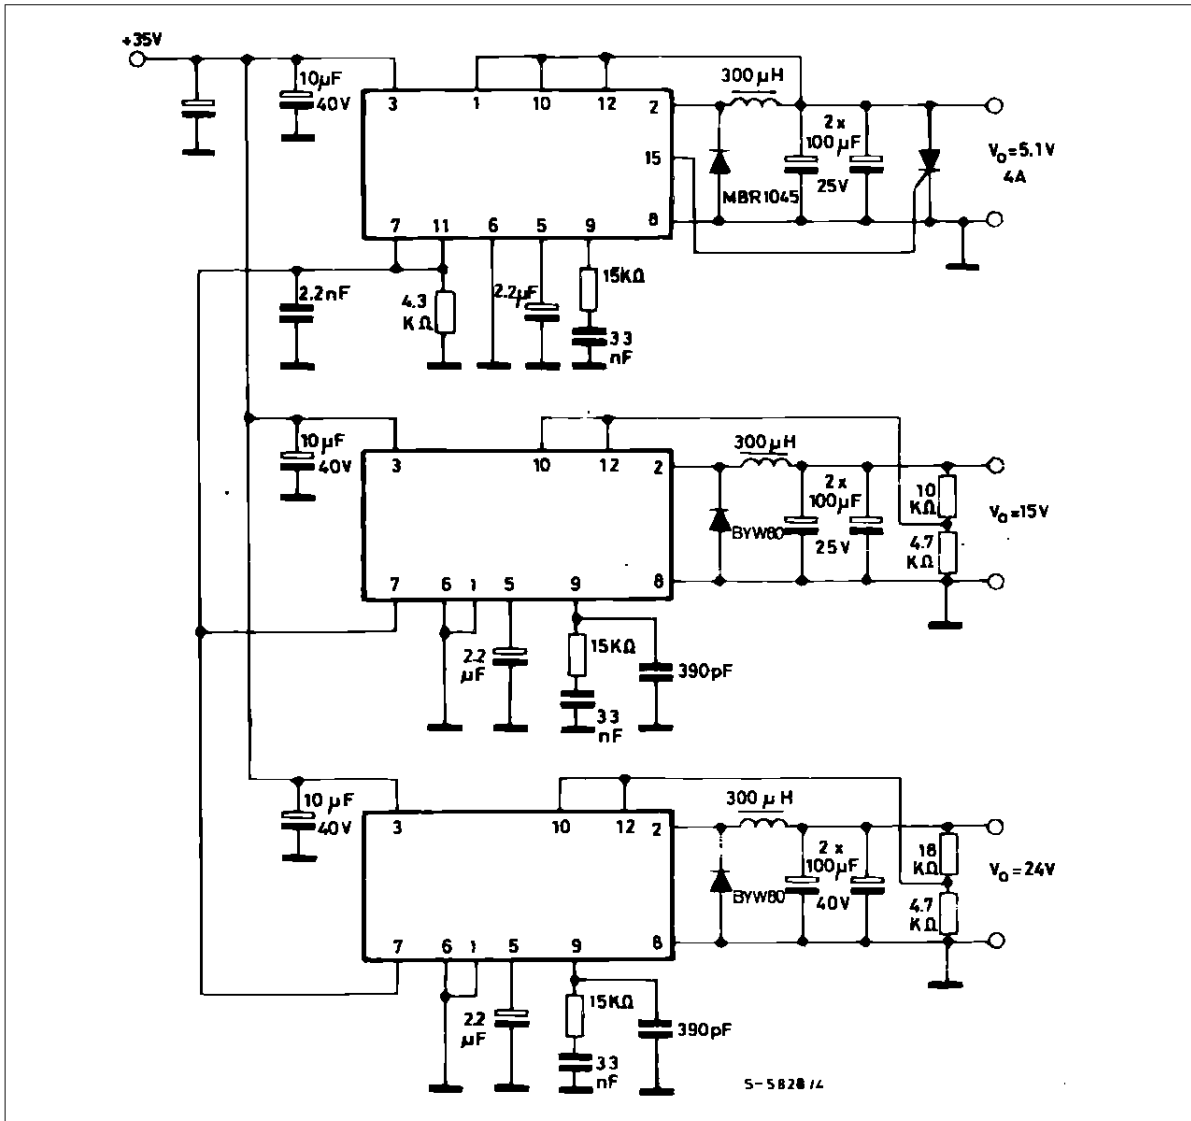 +35V
10µF
40V
3
1
10
12
2
15
8
7
11
6
5
9
300µH
2x
100µF
25V
MBR1045
Vo=5.1V
4A
2.2nF
4.3
KΩ
2.2µF
15KΩ
33
nF
10µF
40V
3
10
12
2
8
7
6
1
5
9
300µH
2x
100µF
25V
BYW80
10
KΩ
4.7
KΩ
Vo=15V
2.2
µF
15KΩ
33
nF
390pF
10µF
40V
3
10
12
2
8
7
6
1
5
9
300µH
2x
100µF
40V
BYW80
18
KΩ
4.7
KΩ
Vo=24V
2.2
µF
15KΩ
33
nF
390pF
S-5828/4